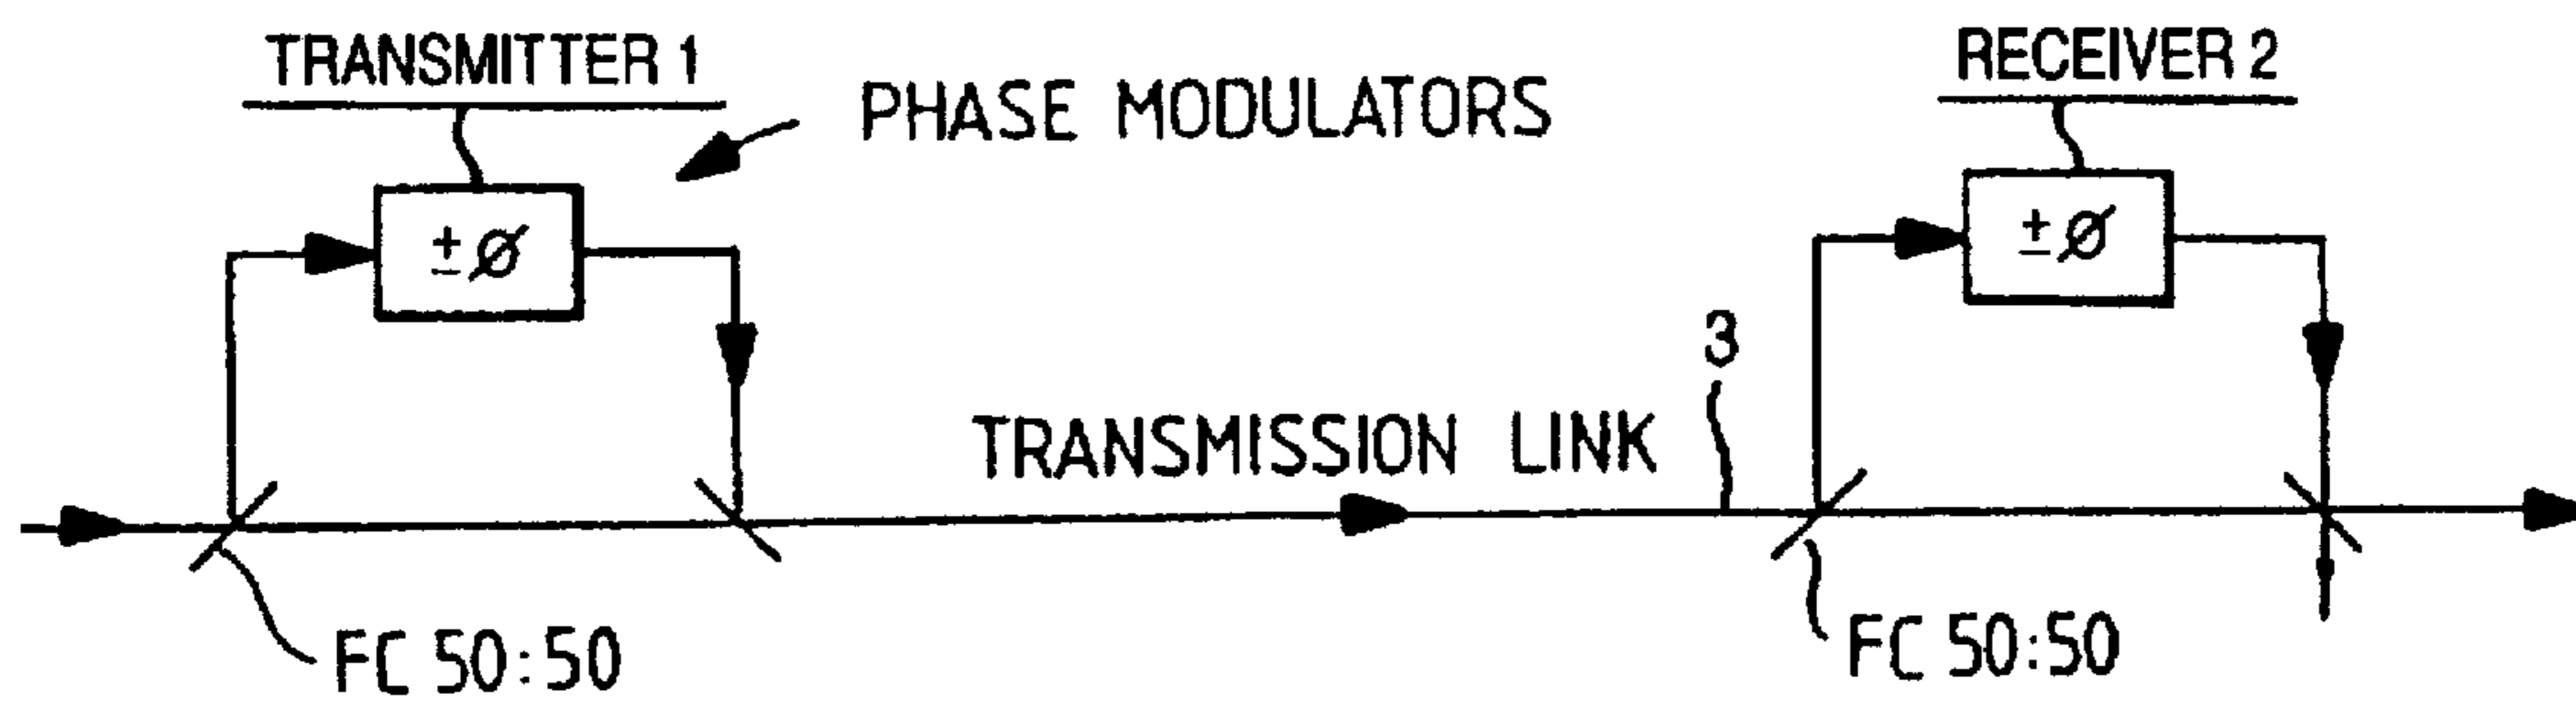 TRANSMITTER 1
PHASE MODULATORS
RECEIVER 2
± Ø
± Ø
3
TRANSMISSION LINK
FC 50:50
FC 50:50